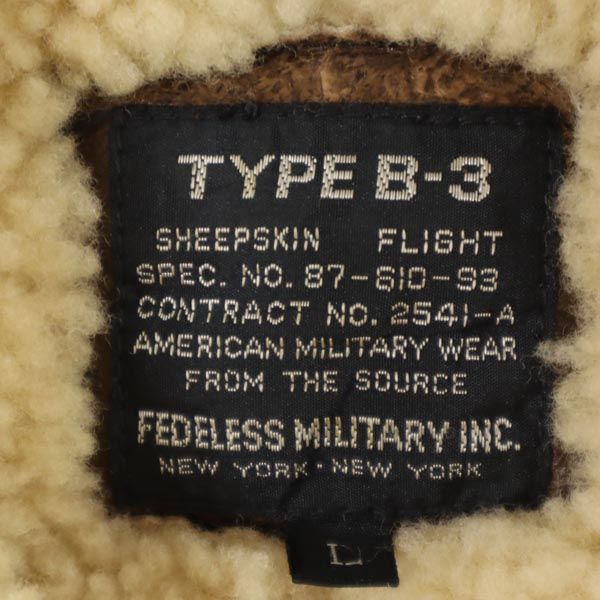 TYPE B-3
SHEEPSKIN FLIGHT
SPEC. NO. 87-610-93
CONTRACT NO. 2541-A
AMERICAN MILITARY WEAR
FROM THE SOURCE
FEDELESS MILITARY INC.
NEW YORK·NEW YORK
L